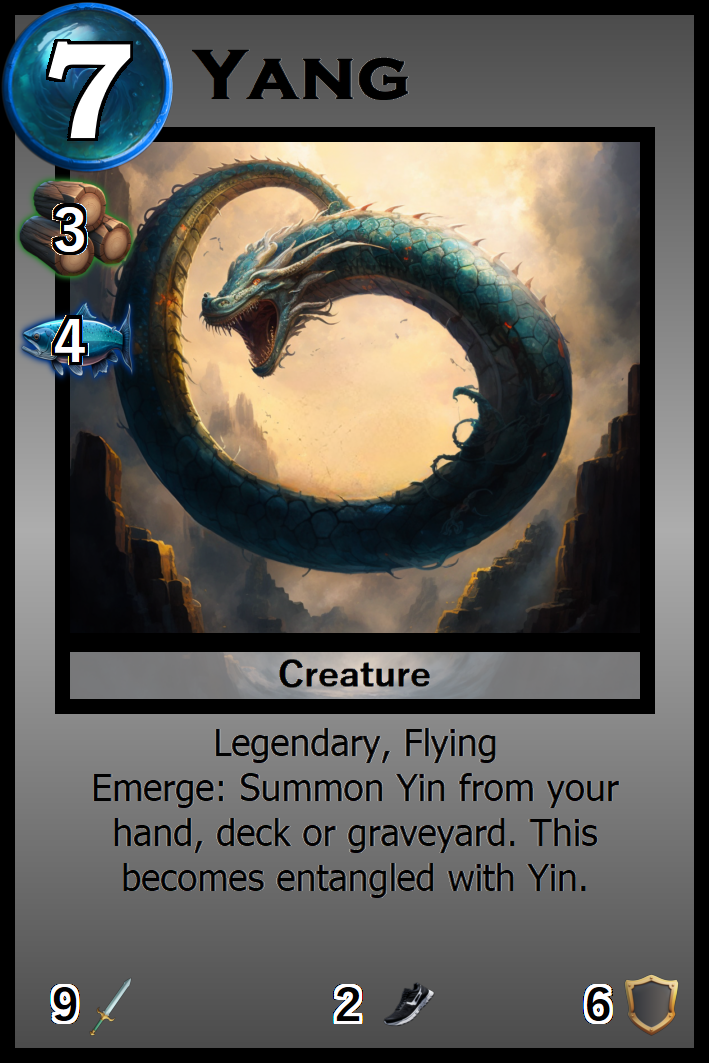 7
Yang
3
4
Creature
Legendary, Flying
Emerge: Summon Yin from your
hand, deck or graveyard. This
becomes entangled with Yin.
9
2
6